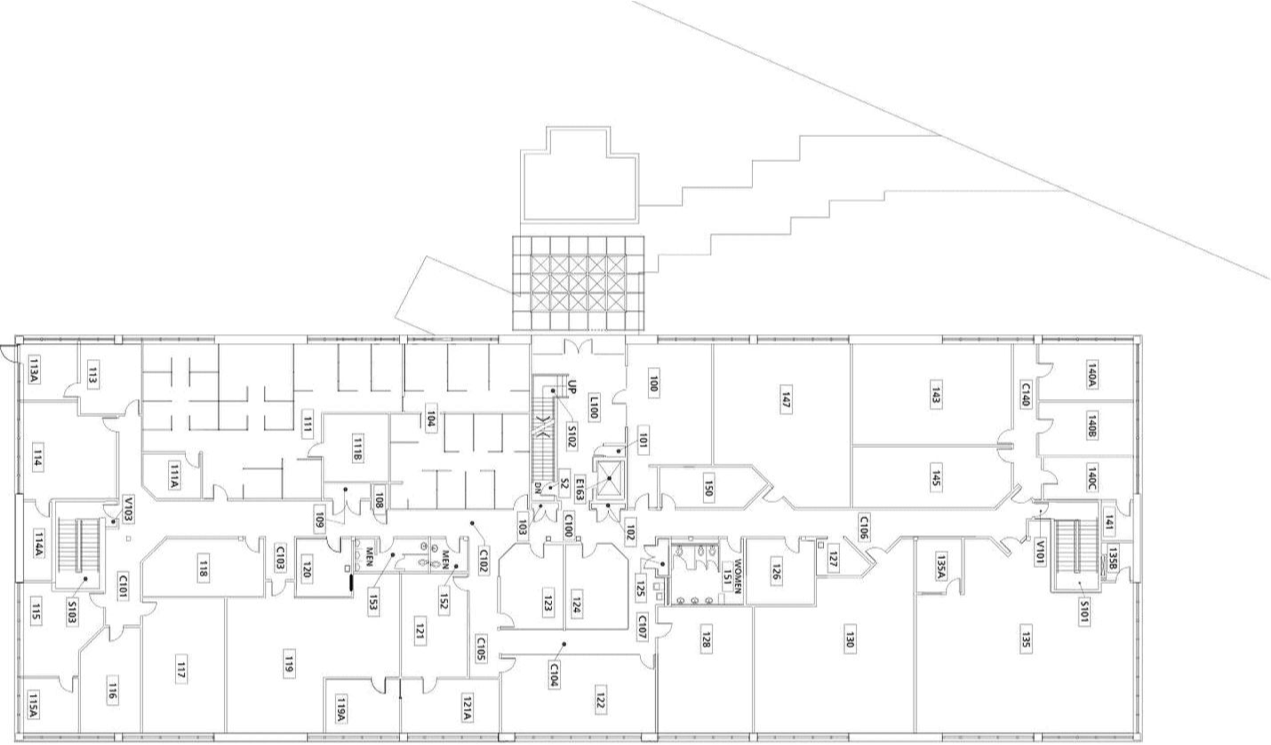 113A
113
111
104
UP
L100
100
147
143
C140
140A
140B
140C
114
111A
111B
108
109
S102
101
DN
S2
E163
150
145
141
114A
V103
103
C100
102
C106
V101
135B
S101
118
C103
120
MEN
153
MEN
152
C102
123
124
125
151
WOMEN
126
127
135A
115
S103
C101
117
119
121
C105
C104
C107
128
130
135
115A
116
119A
121A
122